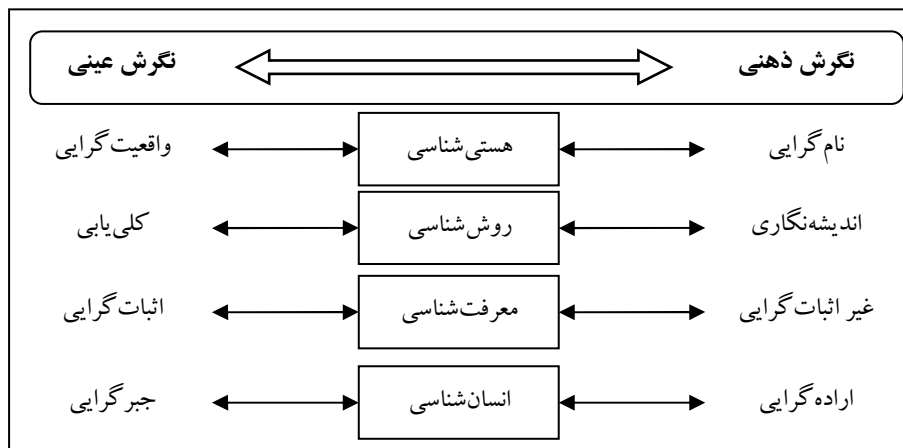 نگرش ذهنی نگرش عینی
نام‌گرایی هستی‌شناسی واقعیت‌گرایی
اندیشه‌نگاری روش‌شناسی کلی‌یابی
غیر اثبات‌گرایی معرفت‌شناسی اثبات‌گرایی
اراده‌گرایی انسان‌شناسی جبرگرایی